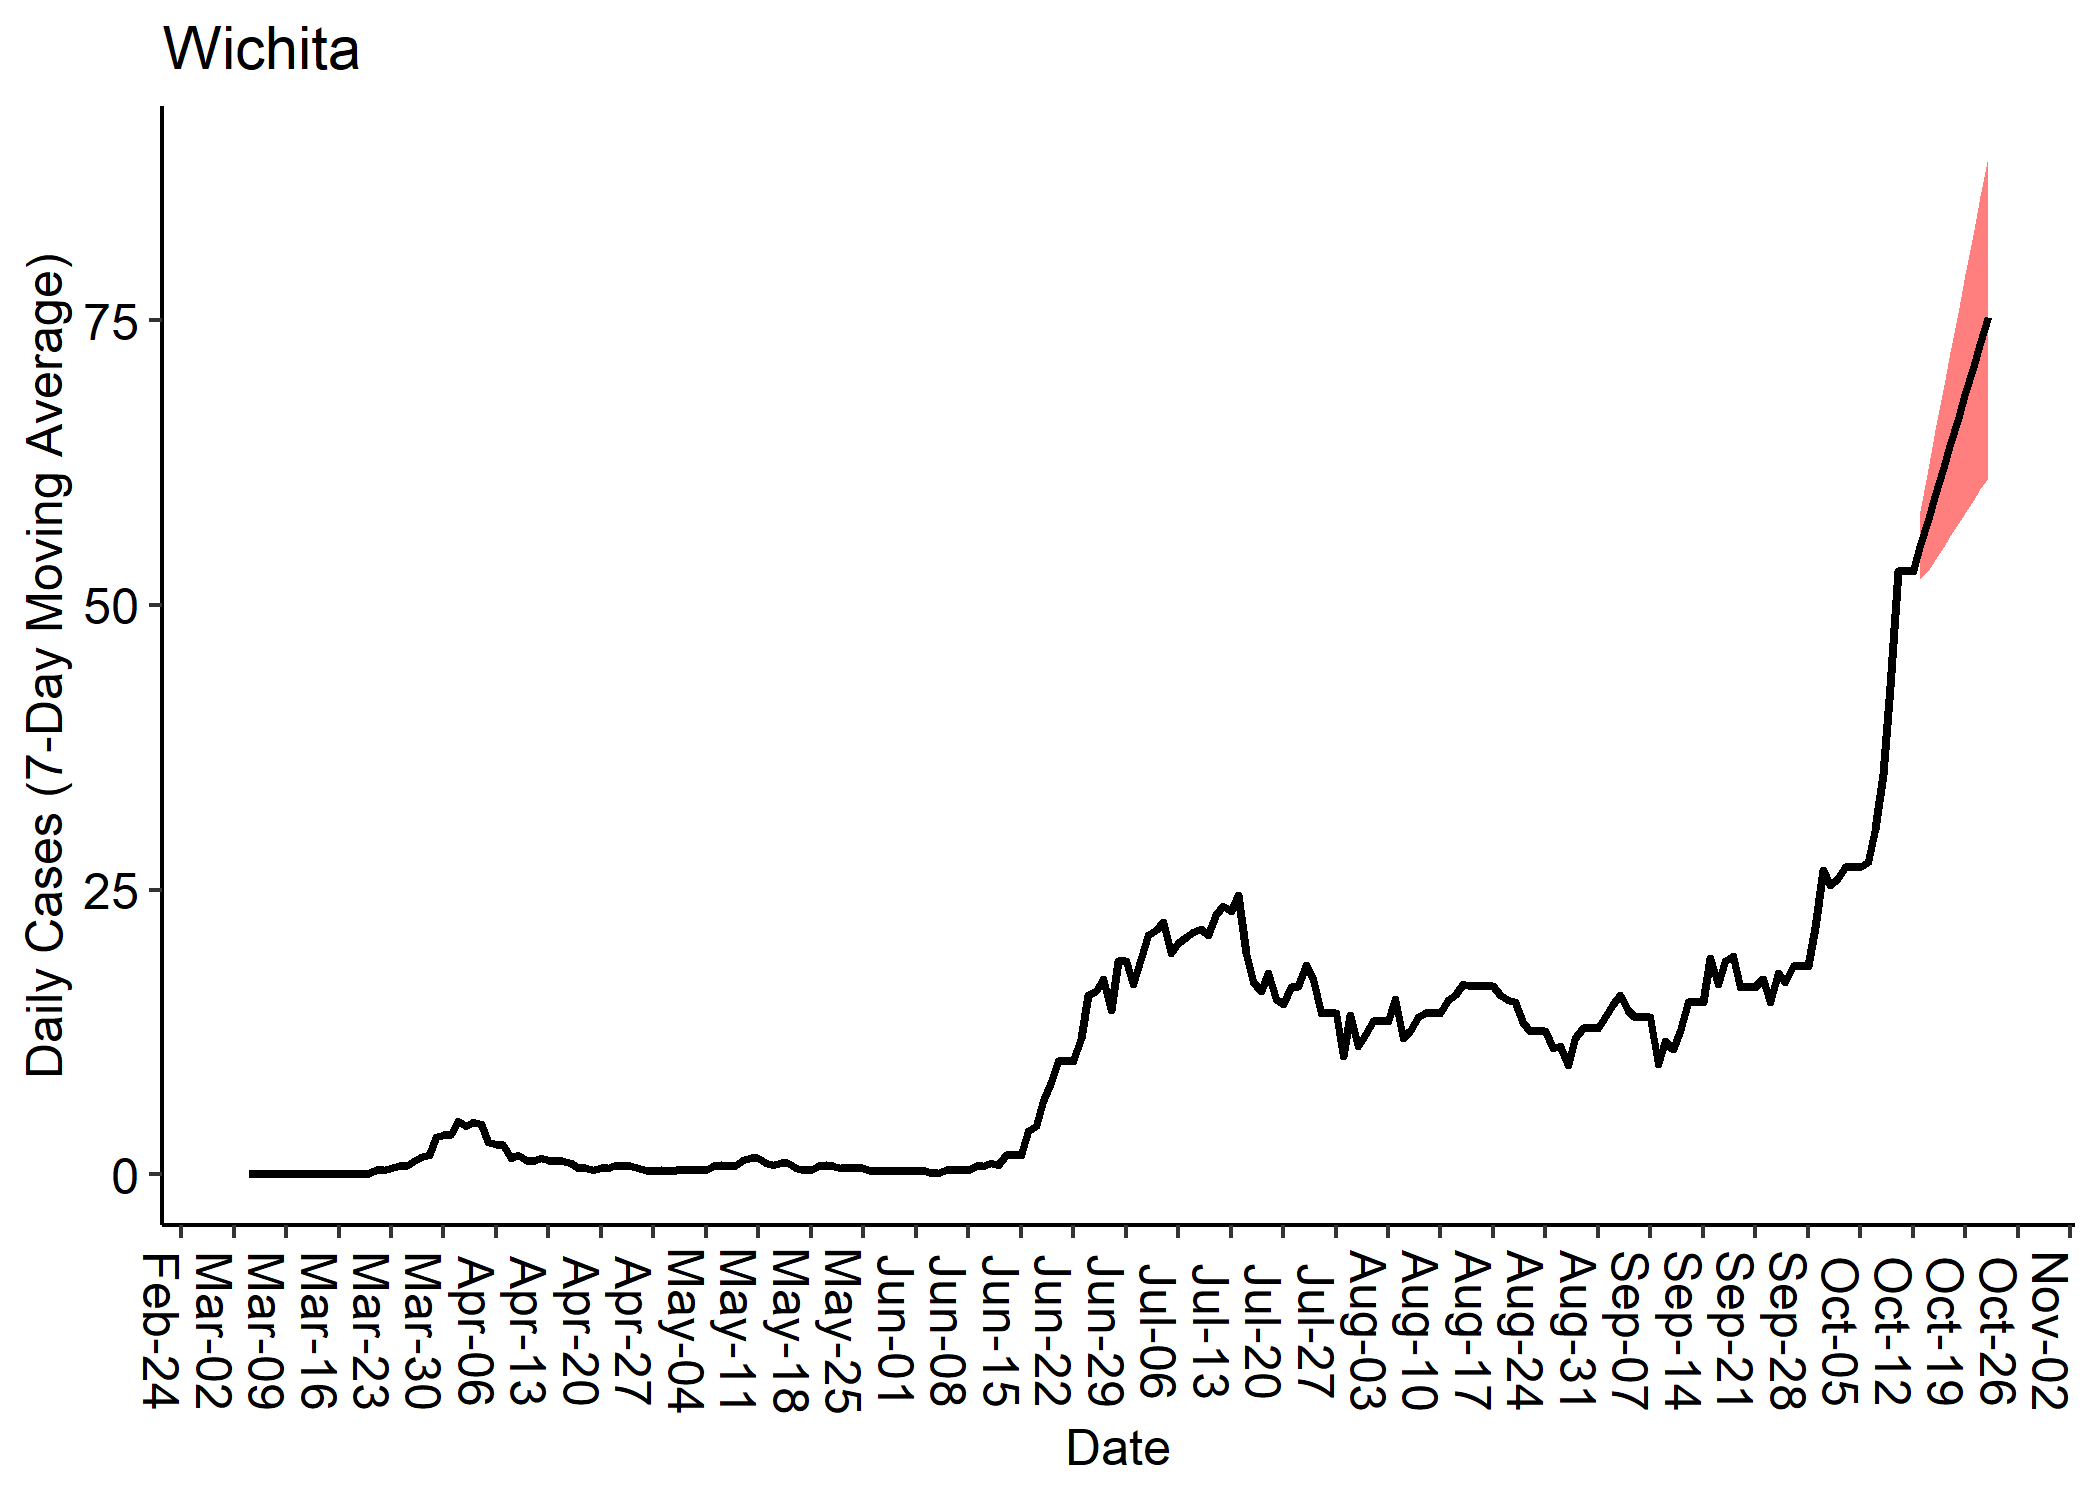 Wichita
Daily Cases (7-Day Moving Average)
75
50
25
0
Feb-24
Mar-02
Mar-09
Mar-16
Mar-23
Mar-30
Apr-06
Apr-13
Apr-20
Apr-27
May-04
May-11
May-18
May-25
Jun-01
Jun-08
Jun-15
Jun-22
Jun-29
Jul-06
Jul-13
Jul-20
Jul-27
Aug-03
Aug-10
Aug-17
Aug-24
Aug-31
Sep-07
Sep-14
Sep-21
Sep-28
Oct-05
Oct-12
Oct-19
Oct-26
Nov-02
Date